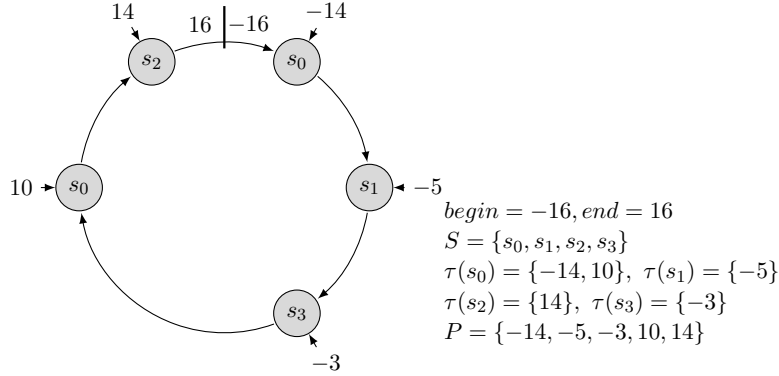 14 16 −16 −14
s₂ s₀
10 s₀ s₁ −5
s₃
−3
begin = −16, end = 16
S = {s₀, s₁, s₂, s₃}
τ(s₀) = {−14, 10}, τ(s₁) = {−5}
τ(s₂) = {14}, τ(s₃) = {−3}
P = {−14, −5, −3, 10, 14}